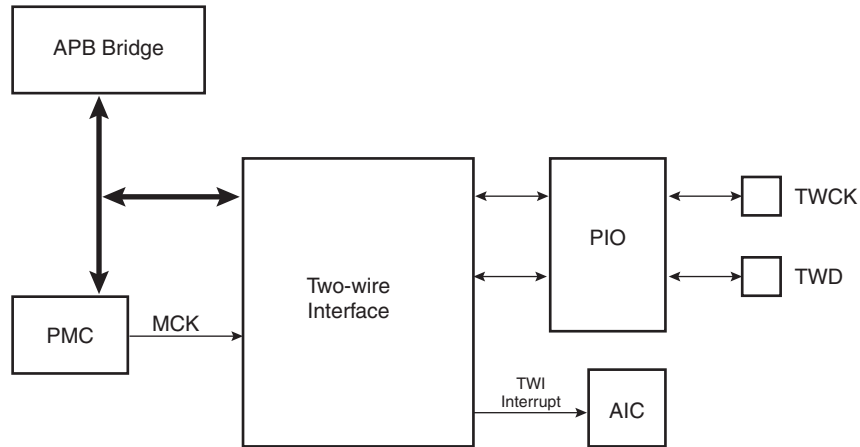 APB Bridge
TWCK
PIO
Two-wire
Interface
TWD
MCK
PMC
TWI
Interrupt
AIC